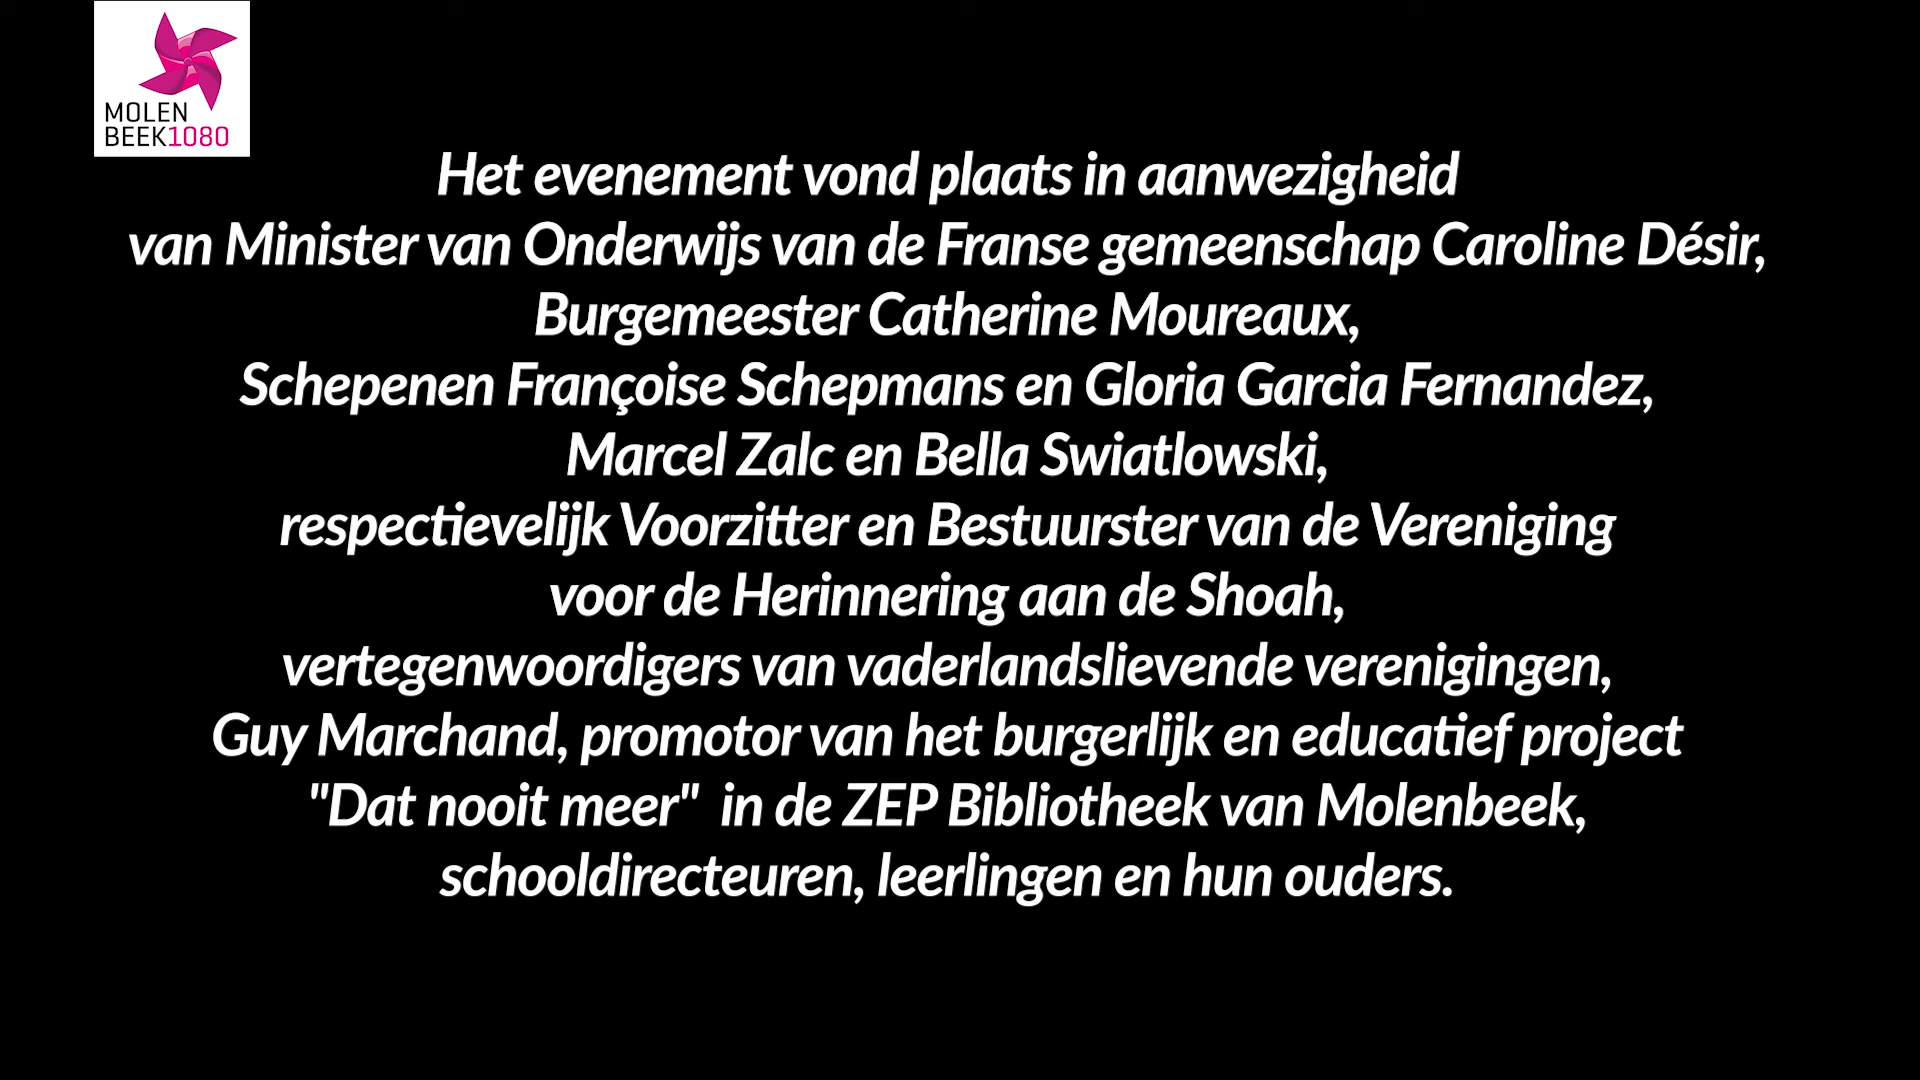 MOLEN
BEEK1080
Het evenement vond plaats in aanwezigheid
van Minister van Onderwijs van de Franse gemeenschap Caroline Désir,
Burgemeester Catherine Moureaux,
Schepenen Françoise Schepmans en Gloria Garcia Fernandez,
Marcel Zalc en Bella Swiatlowski,
respectievelijk Voorzitter en Bestuurster van de Vereniging
voor de Herinnering aan de Shoah,
vertegenwoordigers van vaderlandslievende verenigingen,
Guy Marchand, promotor van het burgerlijk en educatief project
"Dat nooit meer" in de ZEP Bibliotheek van Molenbeek,
schooldirecteuren, leerlingen en hun ouders.